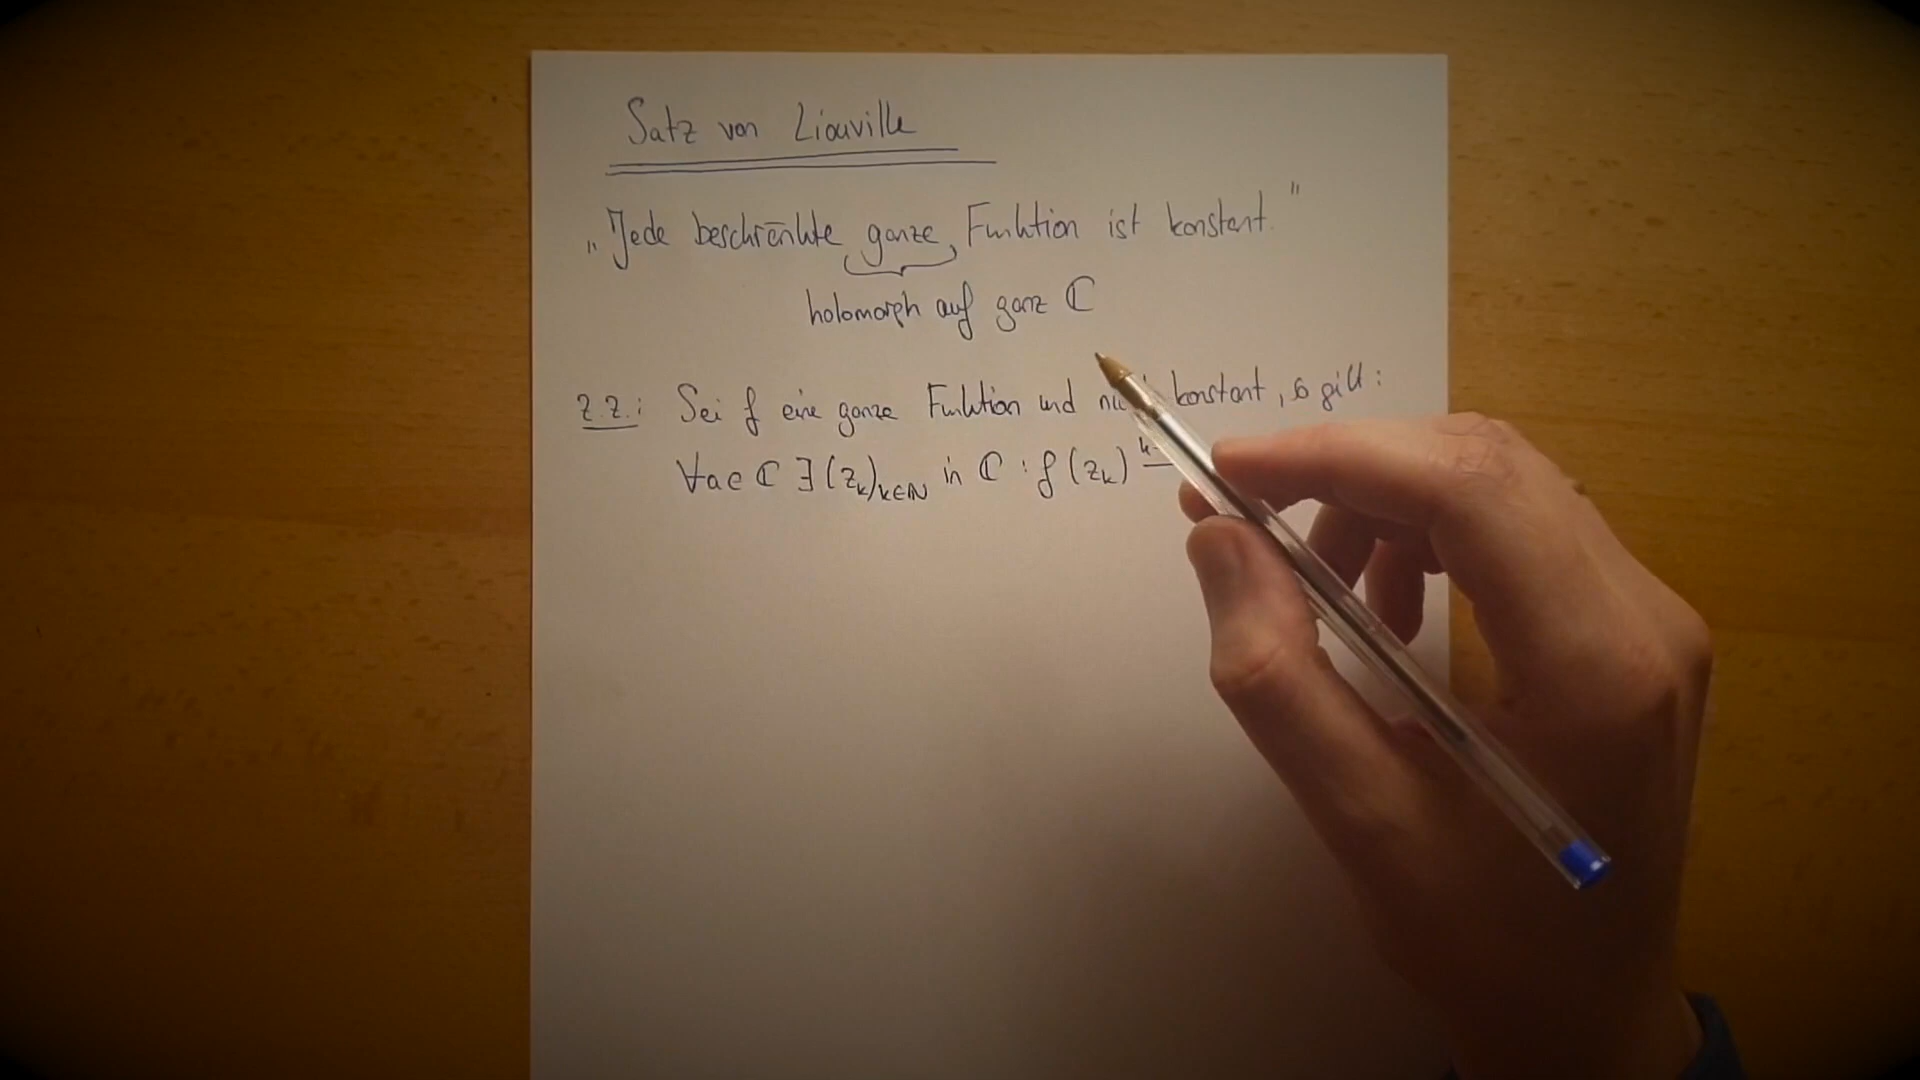 Satz von Liouville
„Jede beschränkte ganze Funktion ist konstant."
holomorph auf ganz ℂ
z.z.: Sei f eine ganze Funktion und konstant, so gilt:
∀a∈ℂ ∃(z_k)_{k∈ℕ} in ℂ : f(z_k)